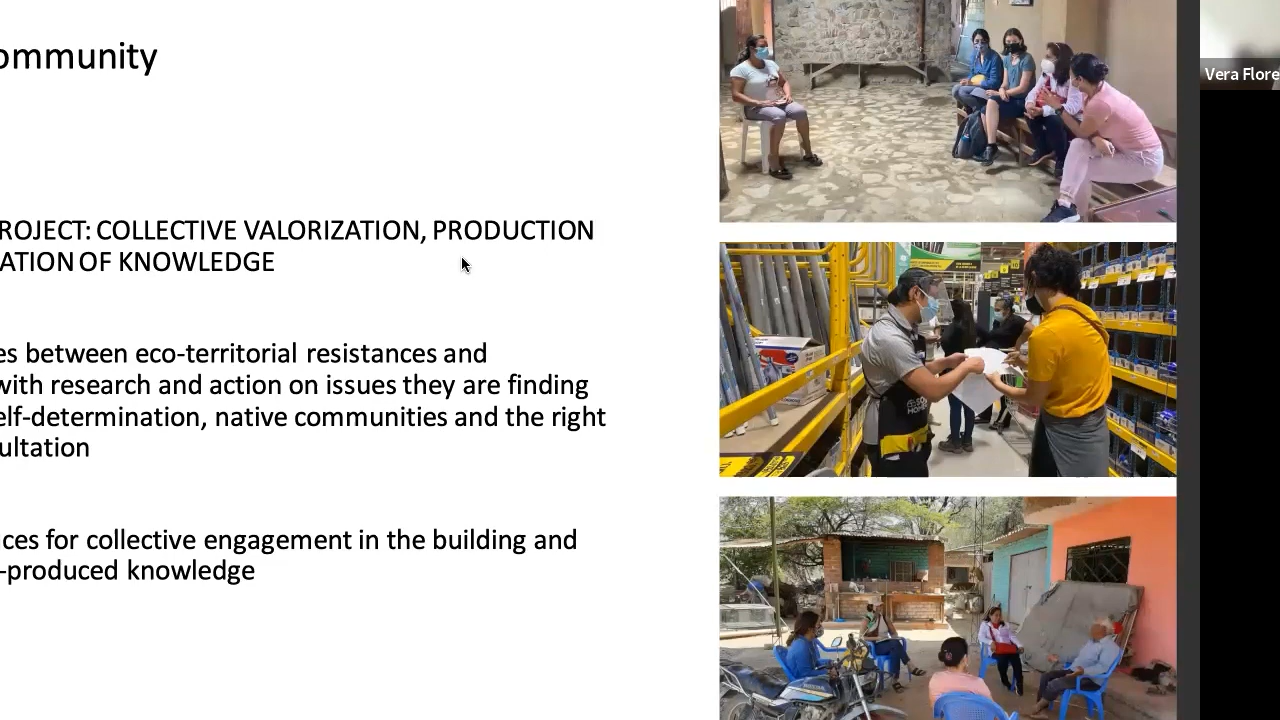 ommunity
Vera Flore
ROJECT: COLLECTIVE VALORIZATION, PRODUCTION
ATION OF KNOWLEDGE
es between eco-territorial resistances and
with research and action on issues they are finding
elf-determination, native communities and the right
ultation
ces for collective engagement in the building and
-produced knowledge